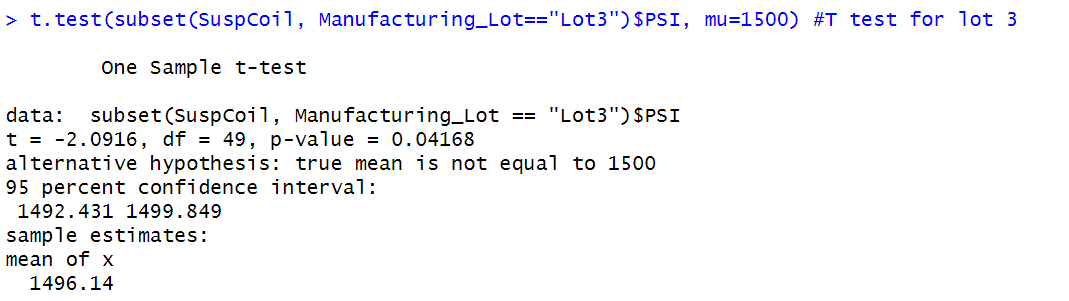 > t.test(subset(SuspCoil, Manufacturing_Lot=="Lot3")$PSI, mu=1500) #T test for lot 3
One Sample t-test
data:  subset(SuspCoil, Manufacturing_Lot == "Lot3")$PSI
t = -2.0916, df = 49, p-value = 0.04168
alternative hypothesis: true mean is not equal to 1500
95 percent confidence interval:
 1492.431 1499.849
sample estimates:
mean of x
  1496.14